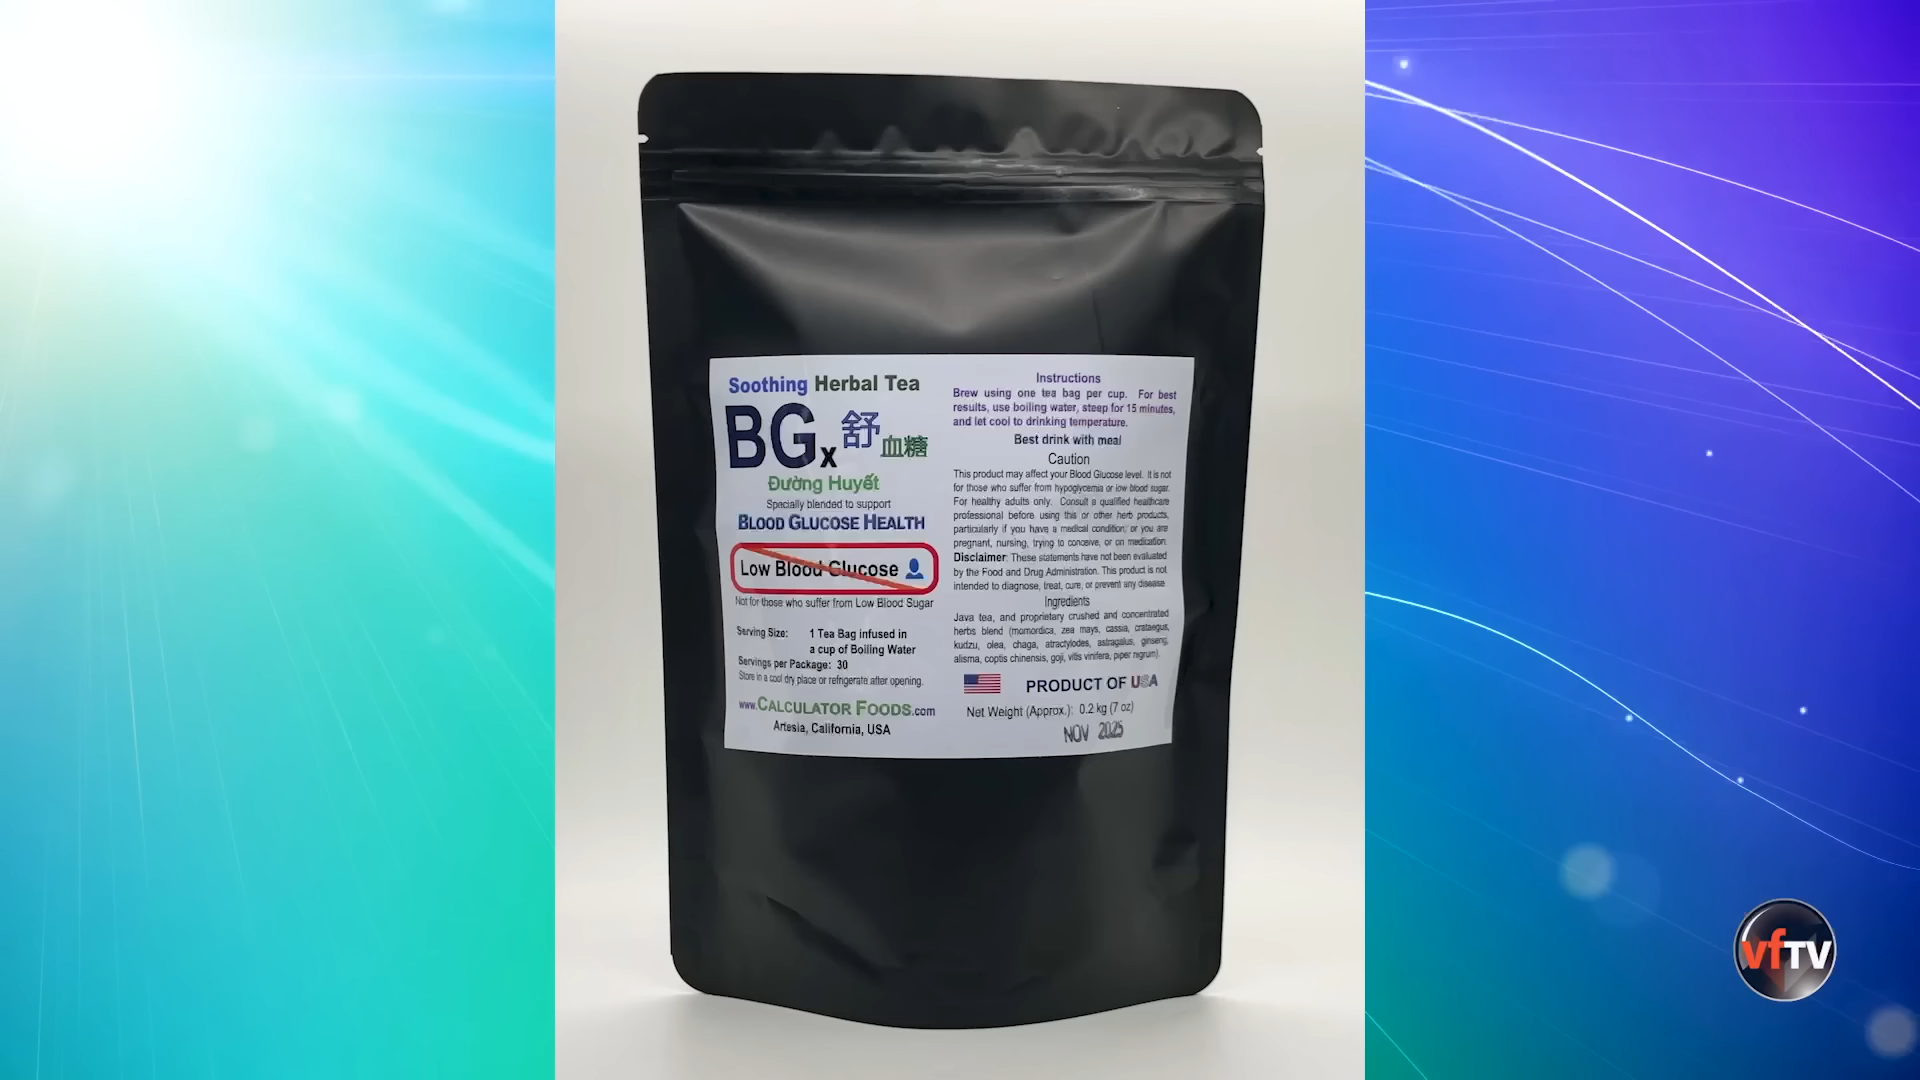 Soothing Herbal Tea
BGx 舒血糖
Đường Huyết
Specially blended to support
BLOOD GLUCOSE HEALTH
Low Blood Glucose
Not for those who suffer from Low Blood Sugar
Serving Size: 1 Tea Bag infused in
a cup of Boiling Water
Servings per Package: 30
Store in a cool dry place or refrigerate after opening.
www.CALCULATOR FOODS.com
Artesia, California, USA
Instructions
Brew using one tea bag per cup. For best
results, use boiling water, steep for 15 minutes,
and let cool to drinking temperature.
Best drink with meal
Caution
This product may affect your Blood Glucose level. It is not
for those who suffer from hypoglycemia or low blood sugar.
For healthy adults only. Consult a qualified healthcare
professional before using this or other herb products,
particularly if you have a medical condition, or you are
pregnant, nursing, trying to conceive, or on medication.
Disclaimer: These statements have not been evaluated
by the Food and Drug Administration. This product is not
intended to diagnose, treat, cure, or prevent any disease
Ingredients
Java tea, and proprietary crushed and concentrated
herbs blend (momordica, zea mays, cassia, crataegus,
kudzu, olea, chaga, atractylodes, astragalus, ginseng,
alisma, coptis chinensis, goji, vitis vinifera, piper nigrum).
PRODUCT OF USA
Net Weight (Approx.): 0.2 kg (7 oz)
NOV 2025
vfTV